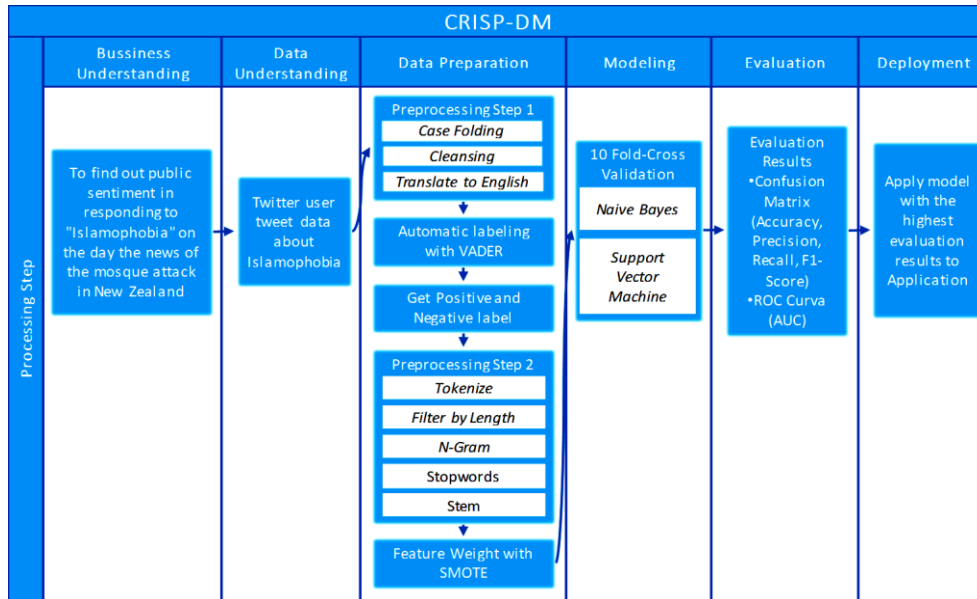 CRISP-DM
Bussiness
Understanding
Data
Understanding
Data Preparation
Modeling
Evaluation
Deployment
Processing Step
To find out public
sentiment in
responding to
"Islamophobia" on
the day the news of
the mosque attack
in New Zealand
Twitter user
tweet data
about
Islamophobia
Preprocessing Step 1
Case Folding
Cleansing
Translate to English
Automatic labeling
with VADER
Get Positive and
Negative label
Preprocessing Step 2
Tokenize
Filter by Length
N-Gram
Stopwords
Stem
Feature Weight with
SMOTE
10 Fold-Cross
Validation
Naive Bayes
Support
Vector
Machine
Evaluation
Results
•Confusion
Matrix
(Accuracy,
Precision,
Recall, F1-
Score)
•ROC Curva
(AUC)
Apply model
with the
highest
evaluation
results to
Application